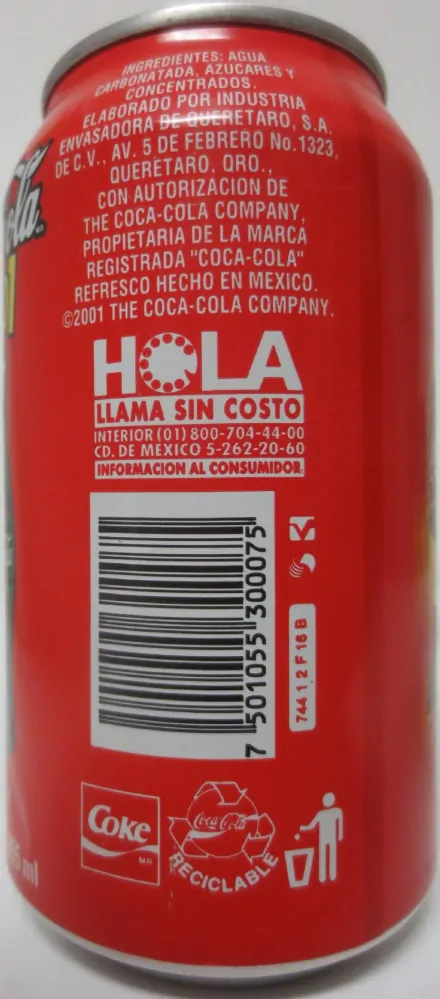 INGREDIENTES: AGUA
CARBONATADA, AZUCARES Y
CONCENTRADOS.
ELABORADO POR INDUSTRIA
ENVASADORA DE QUERETARO, S.A.
DE C.V., AV. 5 DE FEBRERO No.1323,
QUERETARO, QRO.,
CON AUTORIZACION DE
THE COCA-COLA COMPANY,
PROPIETARIA DE LA MARCA
REGISTRADA "COCA-COLA"
REFRESCO HECHO EN MEXICO.
©2001 THE COCA-COLA COMPANY.
HOLA
LLAMA SIN COSTO
INTERIOR (01) 800-704-44-00
CD. DE MEXICO 5-262-20-60
INFORMACION AL CONSUMIDOR
7 501055 300075
744 1 2 F 16 B
Coke
MR
Coca-Cola
RECICLABLE
ml